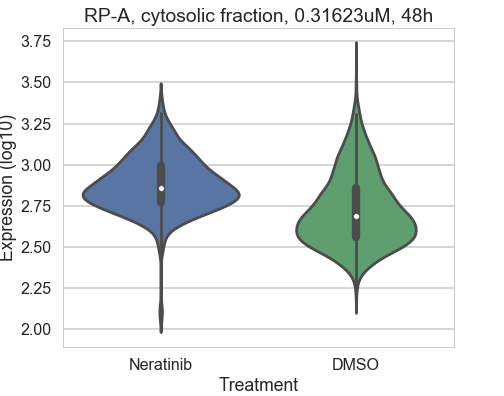 RP-A, cytosolic fraction, 0.31623uM, 48h
Expression (log10)
3.75
3.50
3.25
3.00
2.75
2.50
2.25
2.00
Neratinib DMSO
Treatment